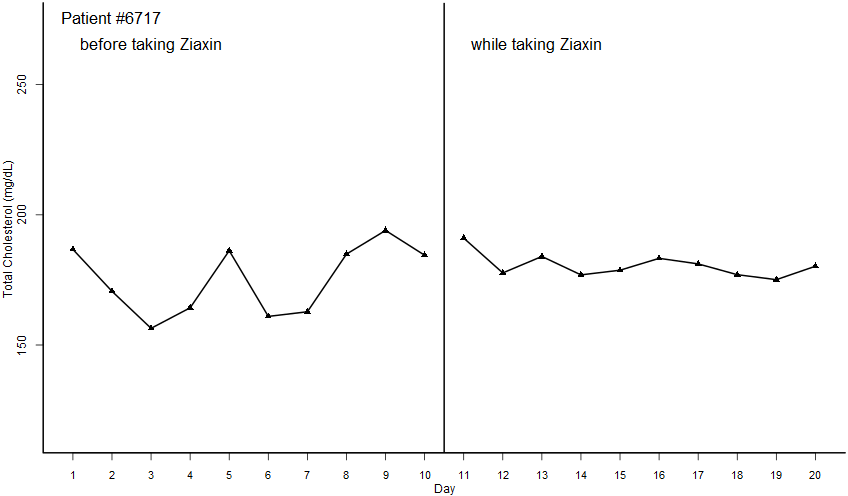 Patient #6717
before taking Ziaxin
while taking Ziaxin
250
200
150
Total Cholesterol (mg/dL)
1 2 3 4 5 6 7 8 9 10 11 12 13 14 15 16 17 18 19 20
Day